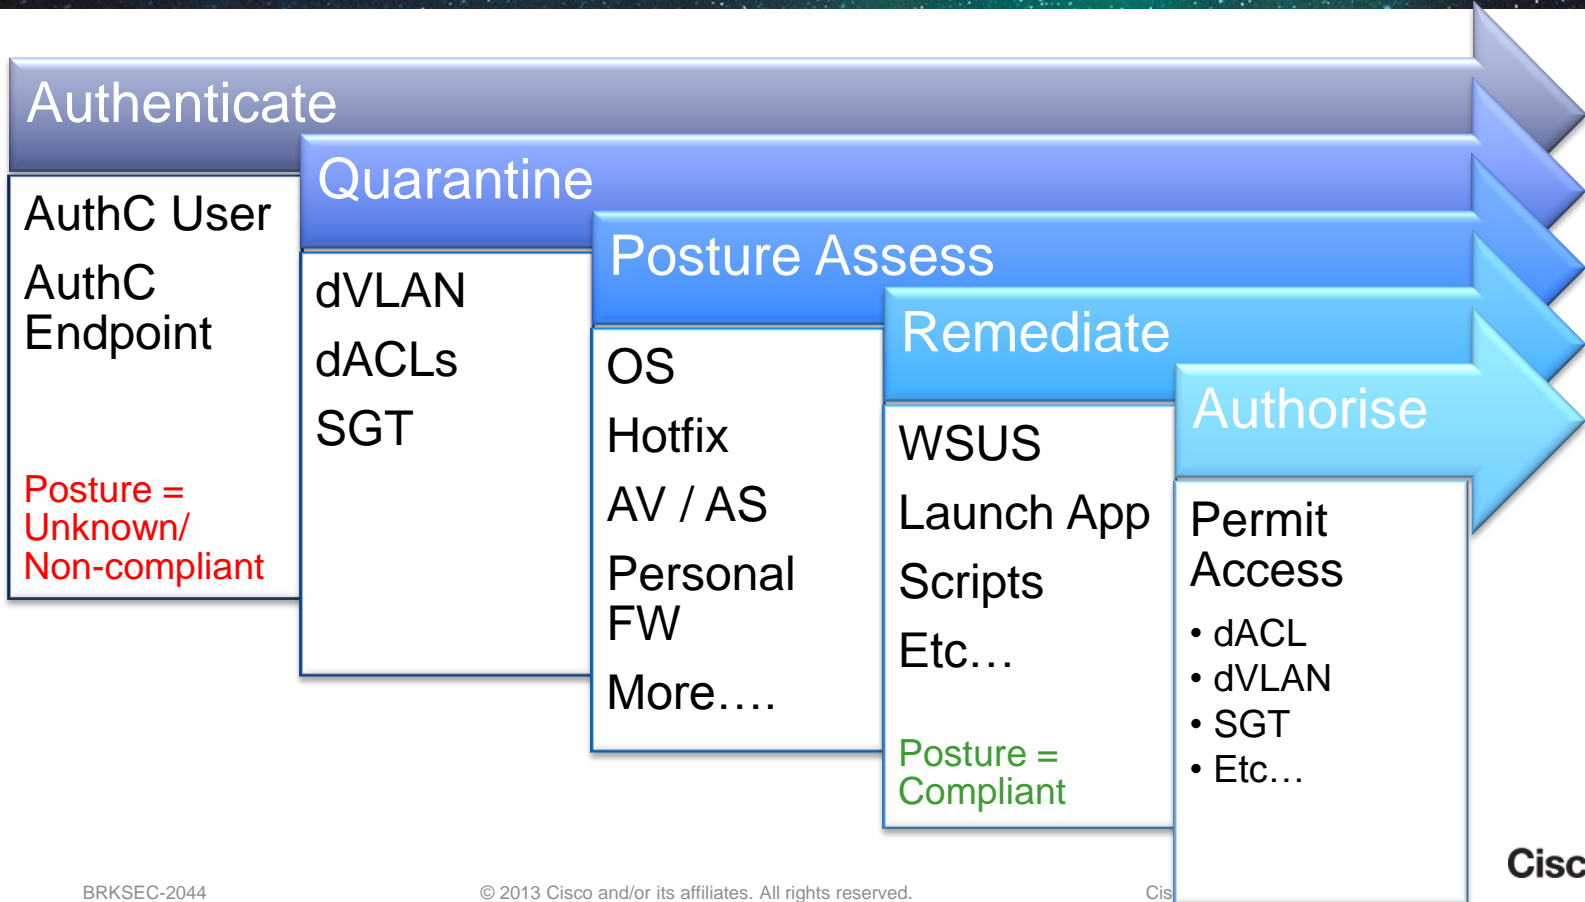 Authenticate
AuthC User
AuthC
Endpoint
Posture =
Unknown/
Non-compliant
Quarantine
dVLAN
dACLs
SGT
Posture Assess
OS
Hotfix
AV / AS
Personal
FW
More….
Remediate
WSUS
Launch App
Scripts
Etc…
Posture =
Compliant
Authorise
Permit
Access
• dACL
• dVLAN
• SGT
• Etc…
BRKSEC-2044
© 2013 Cisco and/or its affiliates. All rights reserved.
Cis
Cisc